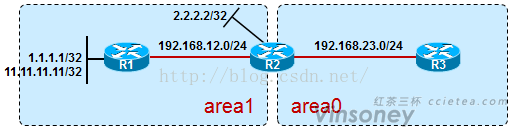 2.2.2.2/32
1.1.1.1/32
11.11.11.11/32
192.168.12.0/24
192.168.23.0/24
R1
R2
R3
http://blog.csdn.net/
area1
area0
红茶三杯 ccietea.com
vinsoney